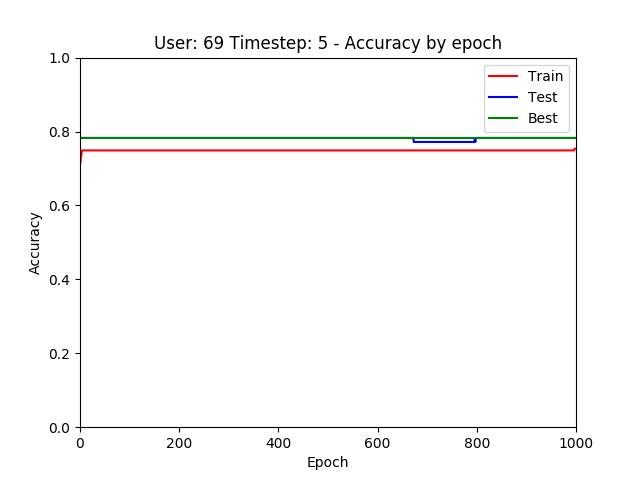 User: 69 Timestep: 5 - Accuracy by epoch
1.0
Train
Test
Best
0.8
0.6
Accuracy
0.4
0.2
0.0
0 200 400 600 800 1000
Epoch